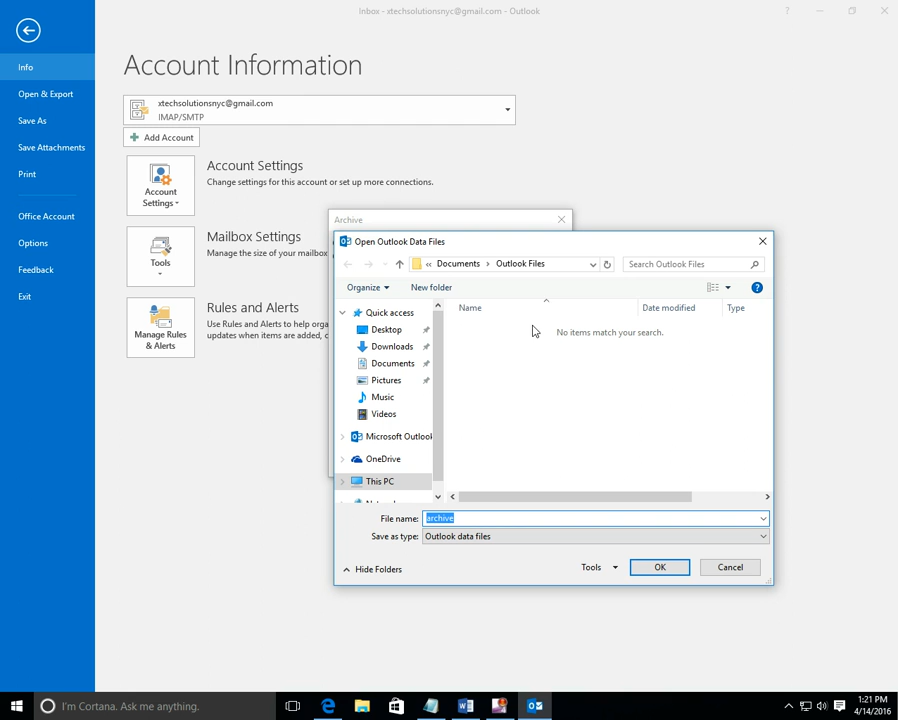 Inbox - xtechsolutionsnyc@gmail.com - Outlook
?
Info
Open & Export
Save As
Save Attachments
Print
Office Account
Options
Feedback
Exit
Account Information
xtechsolutionsnyc@gmail.com
IMAP/SMTP
Add Account
Account Settings
Account Settings
Change settings for this account or set up more connections.
Tools
Mailbox Settings
Manage the size of your mailbox
Manage Rules & Alerts
Rules and Alerts
Use Rules and Alerts to help orga
updates when items are added, c
Archive
Open Outlook Data Files
« Documents > Outlook Files
Search Outlook Files
Organize New folder
?
Name Date modified Type
No items match your search.
Quick access
Desktop
Downloads
Documents
Pictures
Music
Videos
Microsoft Outlook
OneDrive
This PC
File name: archive
Save as type: Outlook data files
Hide Folders Tools OK Cancel
I'm Cortana. Ask me anything.
1:21 PM
4/14/2016